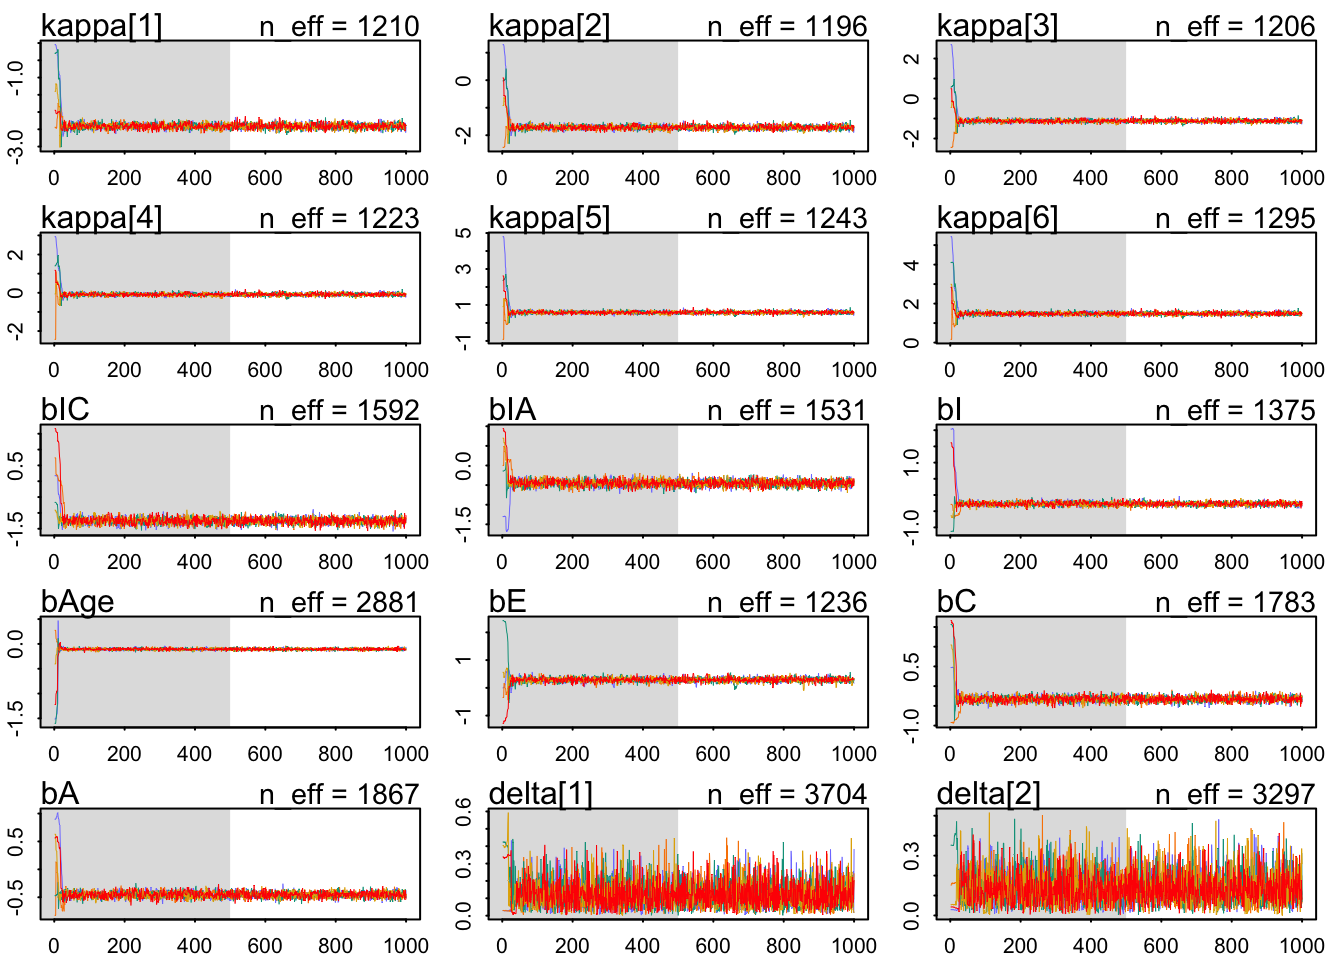 kappa[1] n_eff = 1210
-3.0 -1.0
0 200 400 600 800 1000
kappa[2] n_eff = 1196
-2 0
0 200 400 600 800 1000
kappa[3] n_eff = 1206
-2 0 2
0 200 400 600 800 1000
kappa[4] n_eff = 1223
-2 0 2
0 200 400 600 800 1000
kappa[5] n_eff = 1243
-1 1 3 5
0 200 400 600 800 1000
kappa[6] n_eff = 1295
0 2 4
0 200 400 600 800 1000
bIC n_eff = 1592
-1.5 0.5
0 200 400 600 800 1000
bIA n_eff = 1531
-1.5 0.0
0 200 400 600 800 1000
bI n_eff = 1375
-1.0 1.0
0 200 400 600 800 1000
bAge n_eff = 2881
-1.5 0.0
0 200 400 600 800 1000
bE n_eff = 1236
-1 1
0 200 400 600 800 1000
bC n_eff = 1783
-1.0 0.5
0 200 400 600 800 1000
bA n_eff = 1867
-0.5 0.5
0 200 400 600 800 1000
delta[1] n_eff = 3704
0.0 0.3 0.6
0 200 400 600 800 1000
delta[2] n_eff = 3297
0.0 0.3
0 200 400 600 800 1000